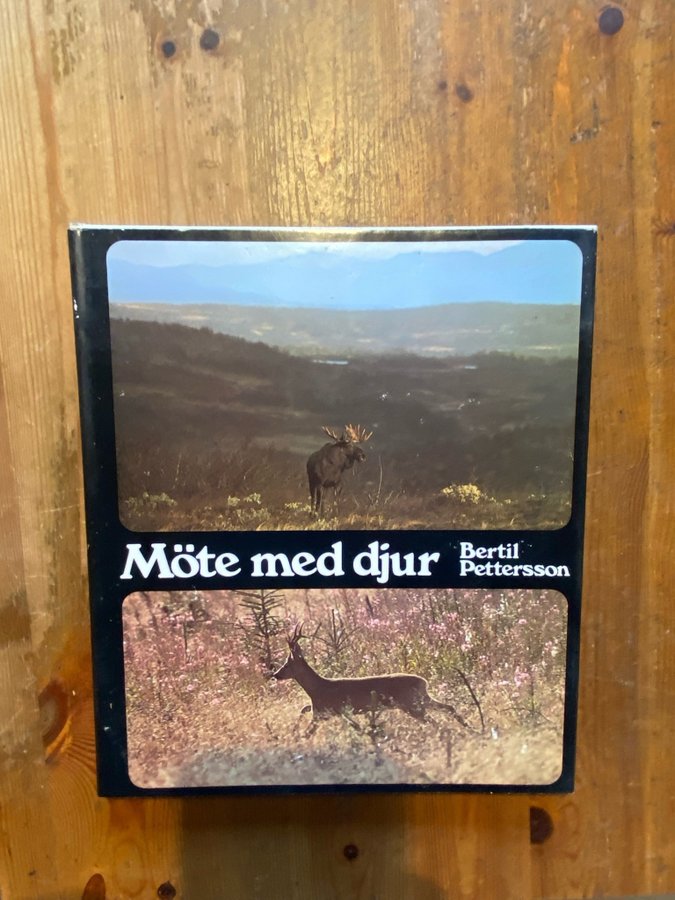 Möte med djur
Bertil
Pettersson